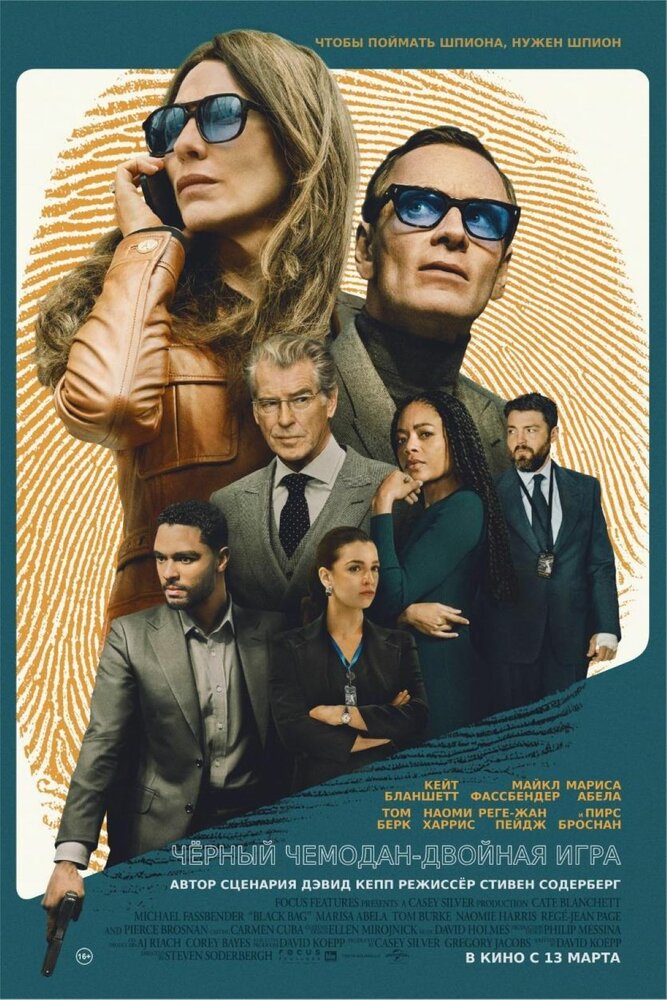 ЧТОБЫ ПОЙМАТЬ ШПИОНА, НУЖЕН ШПИОН
КЕЙТ МАЙКЛ МАРИСА
БЛАНШЕТТ ФАССБЕНДЕР АБЕЛА
ТОМ НАОМИ РЕГЕ-ЖАН и ПИРС
БЕРК ХАРРИС ПЕЙДЖ БРОСНАН
ЧЁРНЫЙ ЧЕМОДАН-ДВОЙНАЯ ИГРА
АВТОР СЦЕНАРИЯ ДЭВИД КЕПП РЕЖИССЁР СТИВЕН СОДЕРБЕРГ
FOCUS FEATURES PRESENTS A CASEY SILVER PRODUCTION CATE BLANCHETT
MICHAEL FASSBENDER "BLACK BAG" MARISA ABELA TOM BURKE NAOMIE HARRIS REGÉ-JEAN PAGE
AND PIERCE BROSNAN CARMEN CUBA ELLEN MIROJNICK DAVID HOLMES PHILIP MESSINA
AJ RIACH COREY BAYES DAVID KOEPP CASEY SILVER GREGORY JACOBS DAVID KOEPP
STEVEN SODERBERGH FOCUS FEATURES UNIVERSAL
16+
В КИНО С 13 МАРТА